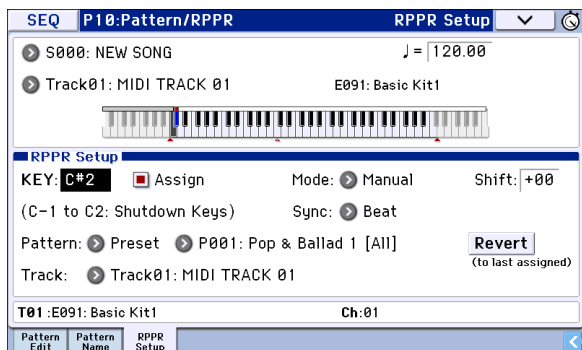 SEQ P10:Pattern/RPPR RPPR Setup
S000: NEW SONG ♩= 120.00
Track01: MIDI TRACK 01 E091: Basic Kit1
RPPR Setup
KEY: C#2 Assign Mode: Manual Shift: +00
(C-1 to C2: Shutdown Keys) Sync: Beat
Pattern: Preset P001: Pop & Ballad 1 [All] Revert
(to last assigned)
Track: Track01: MIDI TRACK 01
T01 :E091: Basic Kit1 Ch:01
Pattern Edit Pattern Name RPPR Setup